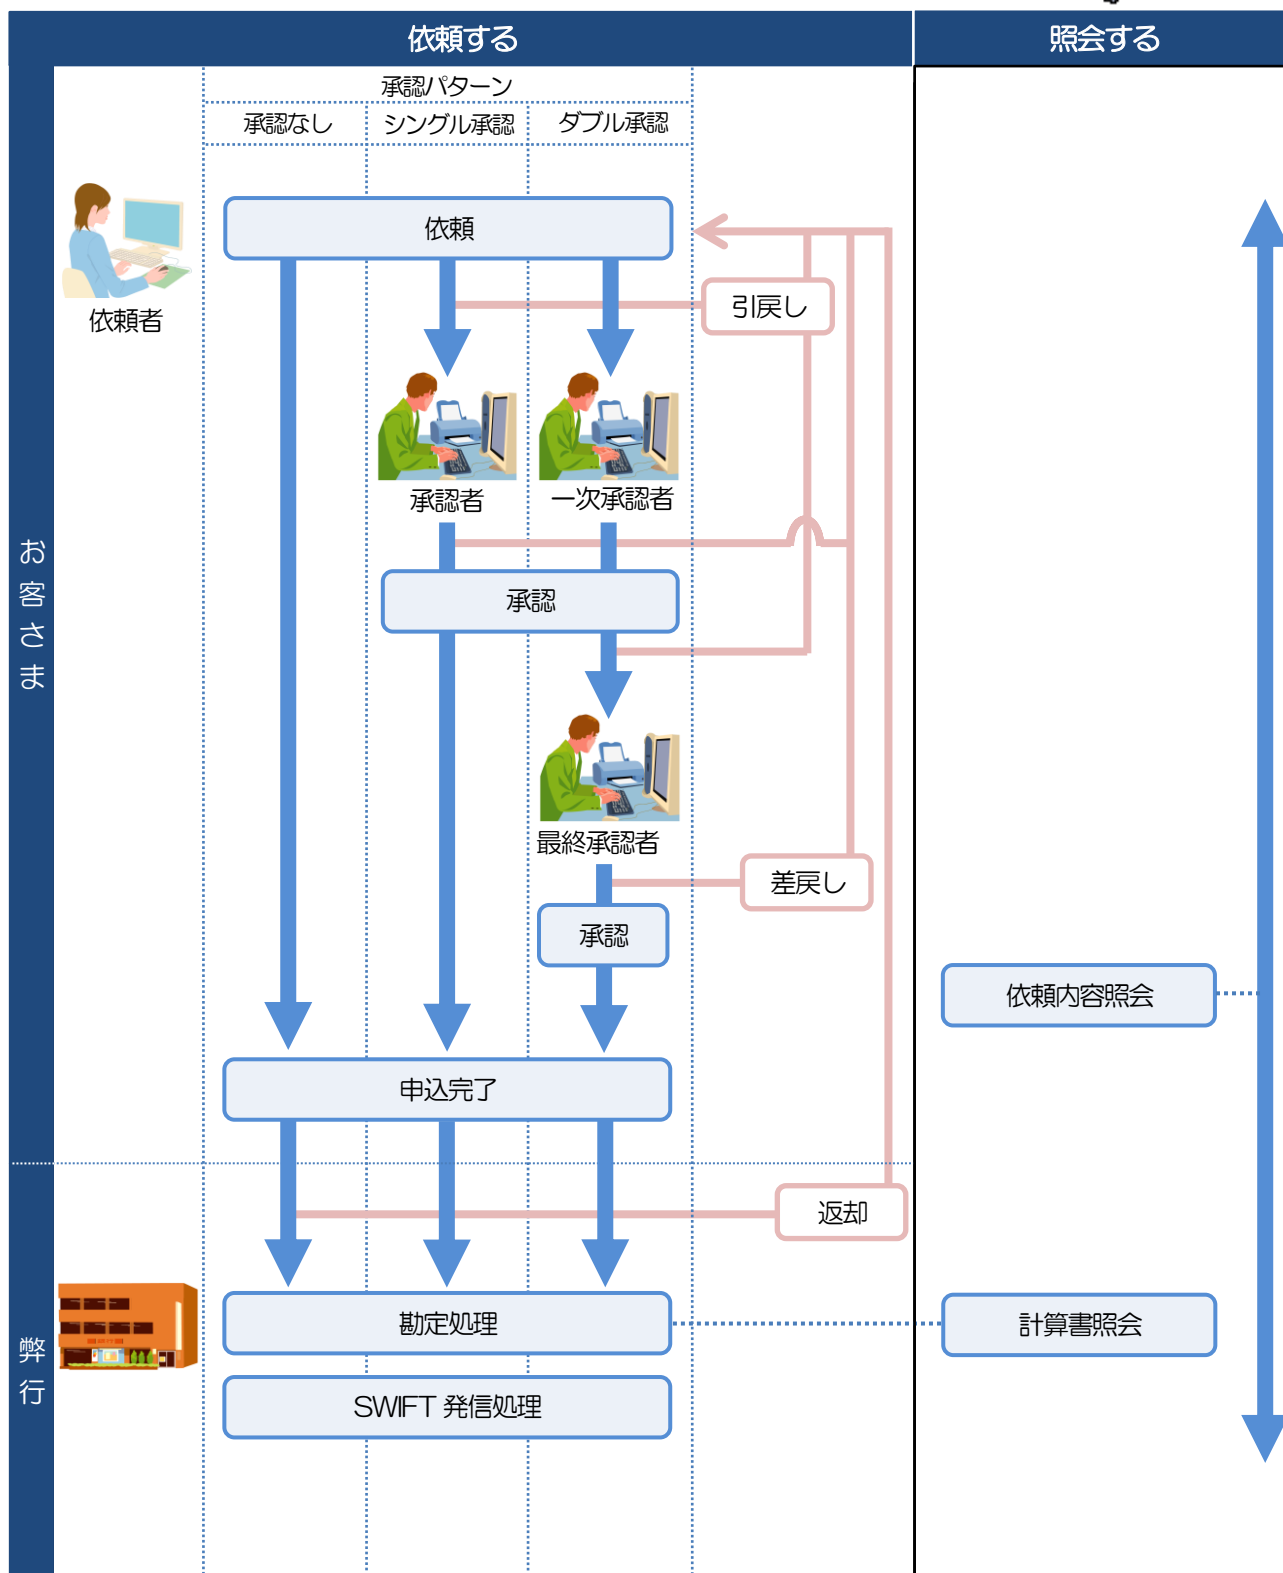 依頼する
照会する
承認パターン
承認なし
シングル承認
ダブル承認
依頼
引戻し
依頼者
承認者
一次承認者
お客さま
承認
最終承認者
差戻し
承認
依頼内容照会
申込完了
返却
弊行
勘定処理
計算書照会
SWIFT 発信処理